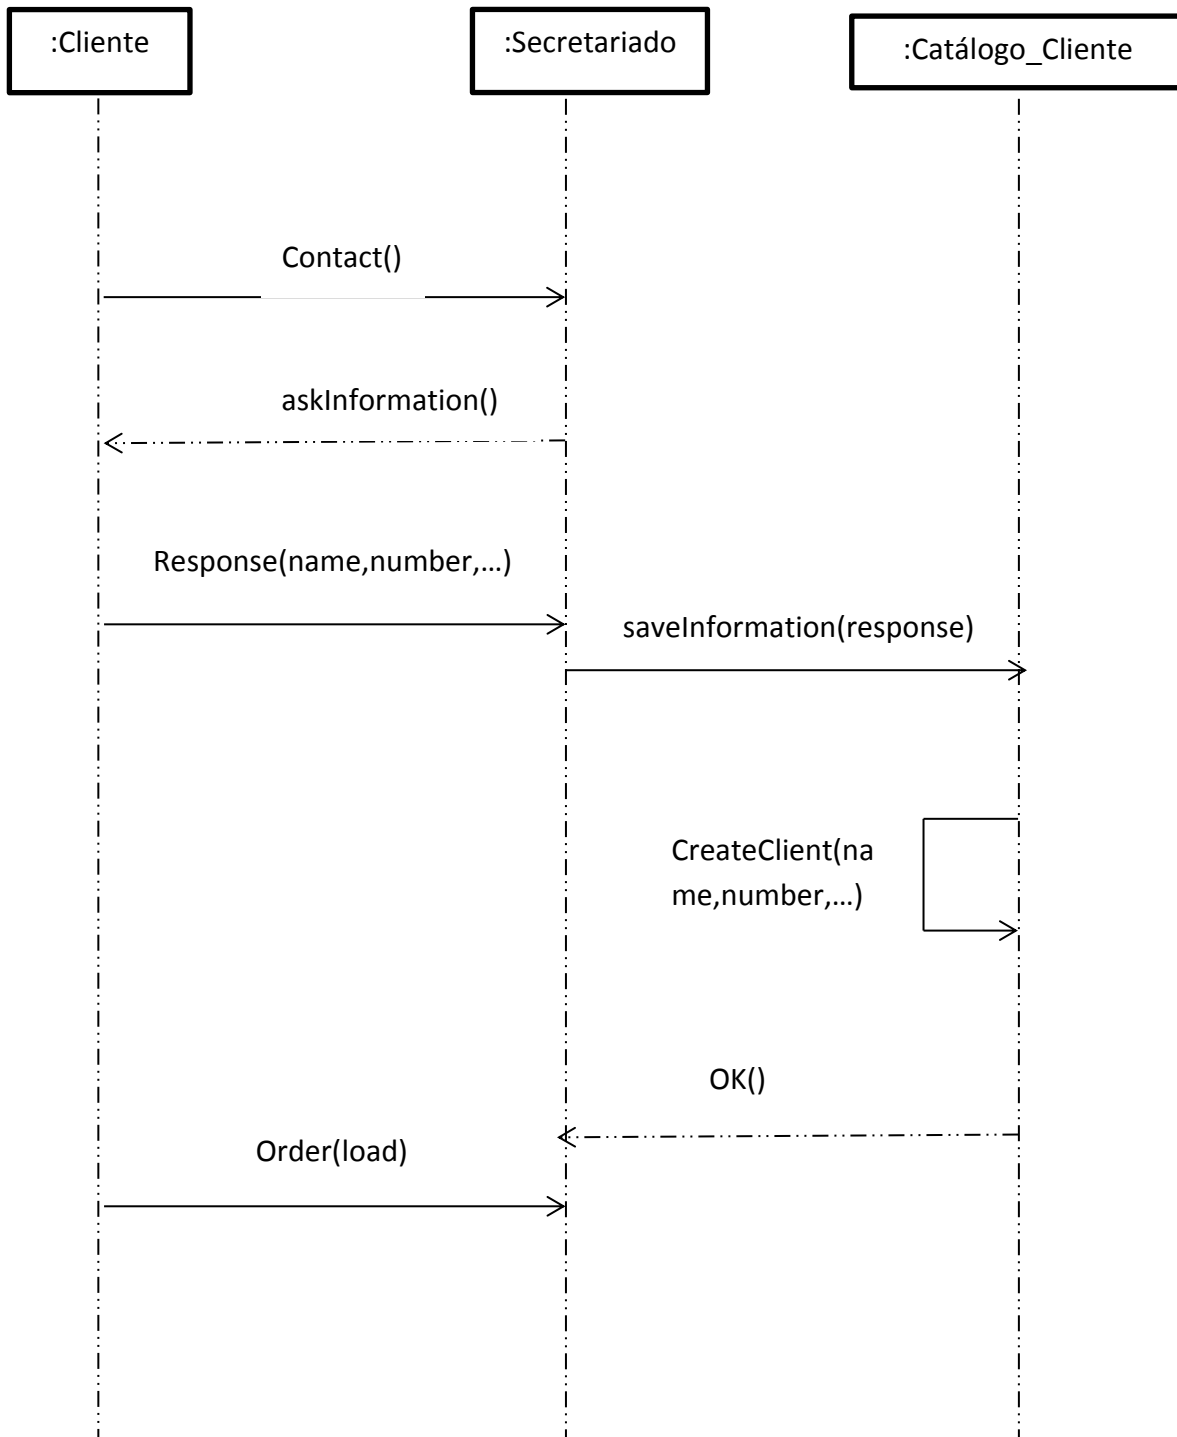 :Cliente
:Secretariado
:Catálogo_Cliente
Contact()
askInformation()
Response(name,number,...)
saveInformation(response)
CreateClient(na
me,number,...)
OK()
Order(load)